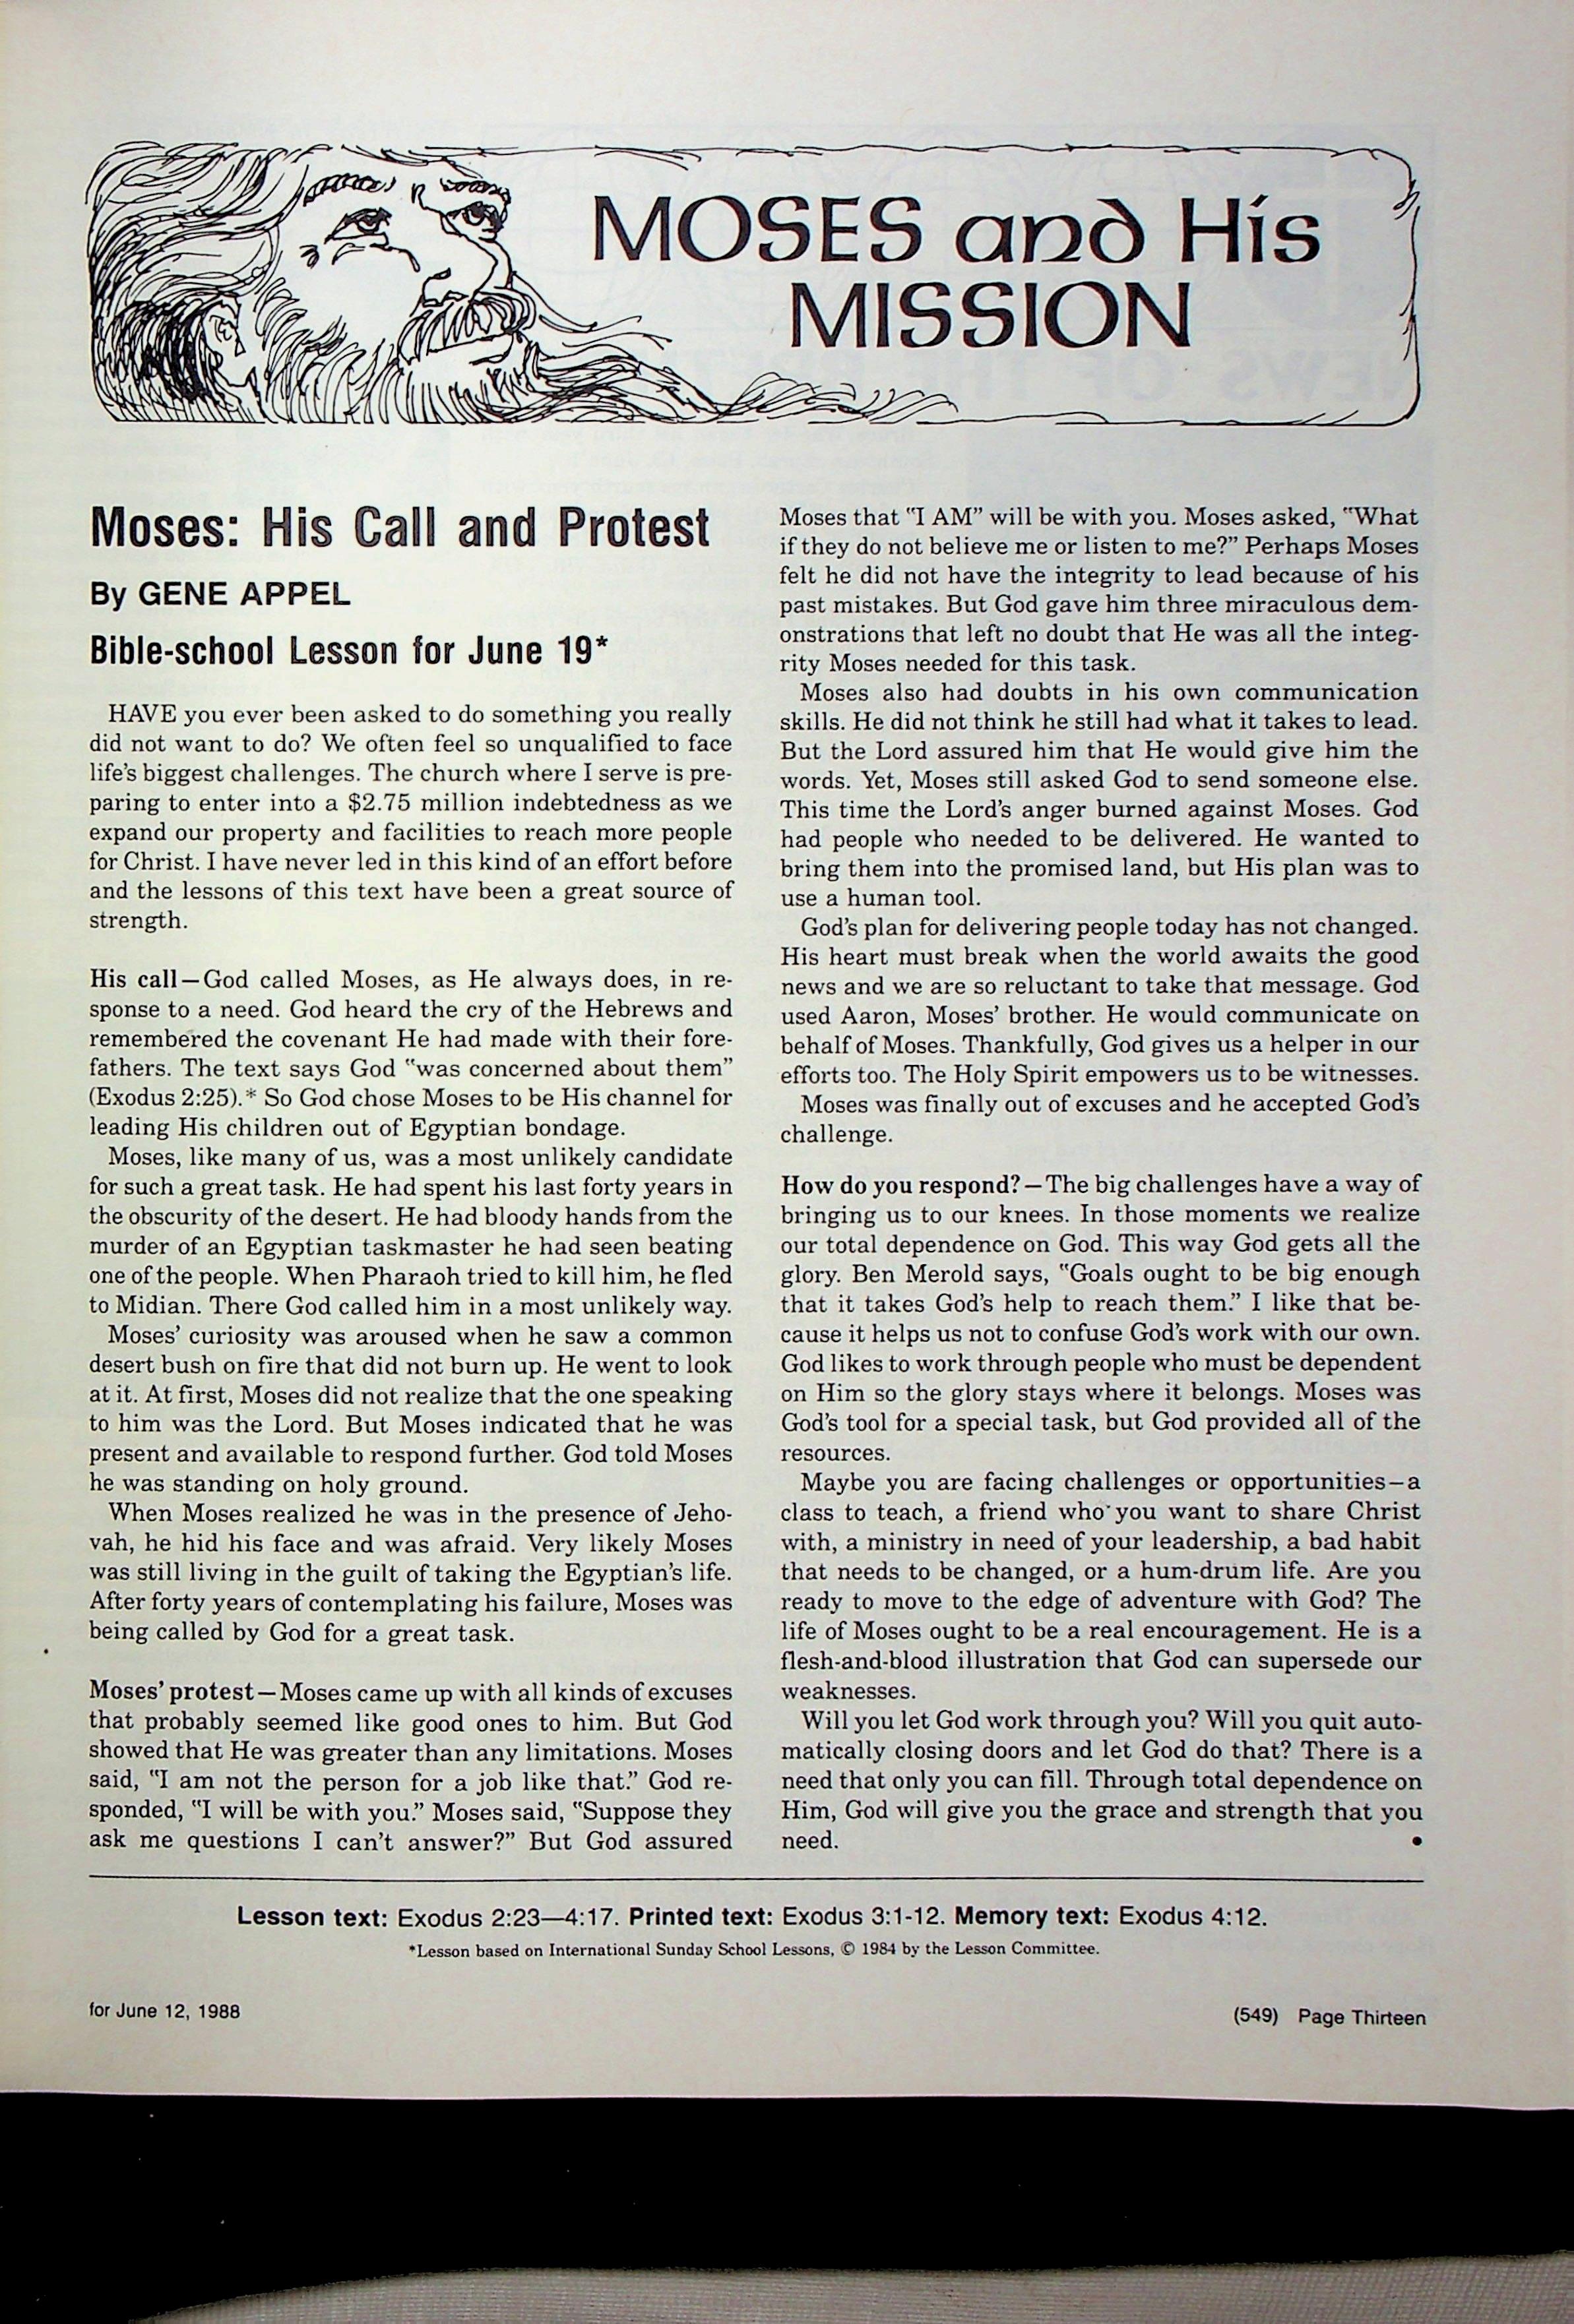 MOSES and His
MISSION
Moses: His Call and Protest
By GENE APPEL
Bible-school Lesson for June 19*
HAVE you ever been asked to do something you really
did not want to do? We often feel so unqualified to face
life's biggest challenges. The church where I serve is pre-
paring to enter into a $2.75 million indebtedness as we
expand our property and facilities to reach more people
for Christ. I have never led in this kind of an effort before
and the lessons of this text have been a great source of
strength.
His call—God called Moses, as He always does, in re-
sponse to a need. God heard the cry of the Hebrews and
remembered the covenant He had made with their fore-
fathers. The text says God "was concerned about them"
(Exodus 2:25).* So God chose Moses to be His channel for
leading His children out of Egyptian bondage.
Moses, like many of us, was a most unlikely candidate
for such a great task. He had spent his last forty years in
the obscurity of the desert. He had bloody hands from the
murder of an Egyptian taskmaster he had seen beating
one of the people. When Pharaoh tried to kill him, he fled
to Midian. There God called him in a most unlikely way.
Moses' curiosity was aroused when he saw a common
desert bush on fire that did not burn up. He went to look
at it. At first, Moses did not realize that the one speaking
to him was the Lord. But Moses indicated that he was
present and available to respond further. God told Moses
he was standing on holy ground.
When Moses realized he was in the presence of Jeho-
vah, he hid his face and was afraid. Very likely Moses
was still living in the guilt of taking the Egyptian's life.
After forty years of contemplating his failure, Moses was
being called by God for a great task.
Moses' protest—Moses came up with all kinds of excuses
that probably seemed like good ones to him. But God
showed that He was greater than any limitations. Moses
said, "I am not the person for a job like that." God re-
sponded, "I will be with you." Moses said, "Suppose they
ask me questions I can't answer?" But God assured
Moses that "I AM" will be with you. Moses asked, "What
if they do not believe me or listen to me?" Perhaps Moses
felt he did not have the integrity to lead because of his
past mistakes. But God gave him three miraculous dem-
onstrations that left no doubt that He was all the integ-
rity Moses needed for this task.
Moses also had doubts in his own communication
skills. He did not think he still had what it takes to lead.
But the Lord assured him that He would give him the
words. Yet, Moses still asked God to send someone else.
This time the Lord's anger burned against Moses. God
had people who needed to be delivered. He wanted to
bring them into the promised land, but His plan was to
use a human tool.
God's plan for delivering people today has not changed.
His heart must break when the world awaits the good
news and we are so reluctant to take that message. God
used Aaron, Moses' brother. He would communicate on
behalf of Moses. Thankfully, God gives us a helper in our
efforts too. The Holy Spirit empowers us to be witnesses.
Moses was finally out of excuses and he accepted God's
challenge.
How do you respond?—The big challenges have a way of
bringing us to our knees. In those moments we realize
our total dependence on God. This way God gets all the
glory. Ben Merold says, "Goals ought to be big enough
that it takes God's help to reach them." I like that be-
cause it helps us not to confuse God's work with our own.
God likes to work through people who must be dependent
on Him so the glory stays where it belongs. Moses was
God's tool for a special task, but God provided all of the
resources.
Maybe you are facing challenges or opportunities—a
class to teach, a friend who you want to share Christ
with, a ministry in need of your leadership, a bad habit
that needs to be changed, or a hum-drum life. Are you
ready to move to the edge of adventure with God? The
life of Moses ought to be a real encouragement. He is a
flesh-and-blood illustration that God can supersede our
weaknesses.
Will you let God work through you? Will you quit auto-
matically closing doors and let God do that? There is a
need that only you can fill. Through total dependence on
Him, God will give you the grace and strength that you
need. •
Lesson text: Exodus 2:23—4:17. Printed text: Exodus 3:1-12. Memory text: Exodus 4:12.
*Lesson based on International Sunday School Lessons, © 1984 by the Lesson Committee.
for June 12, 1988
(549) Page Thirteen